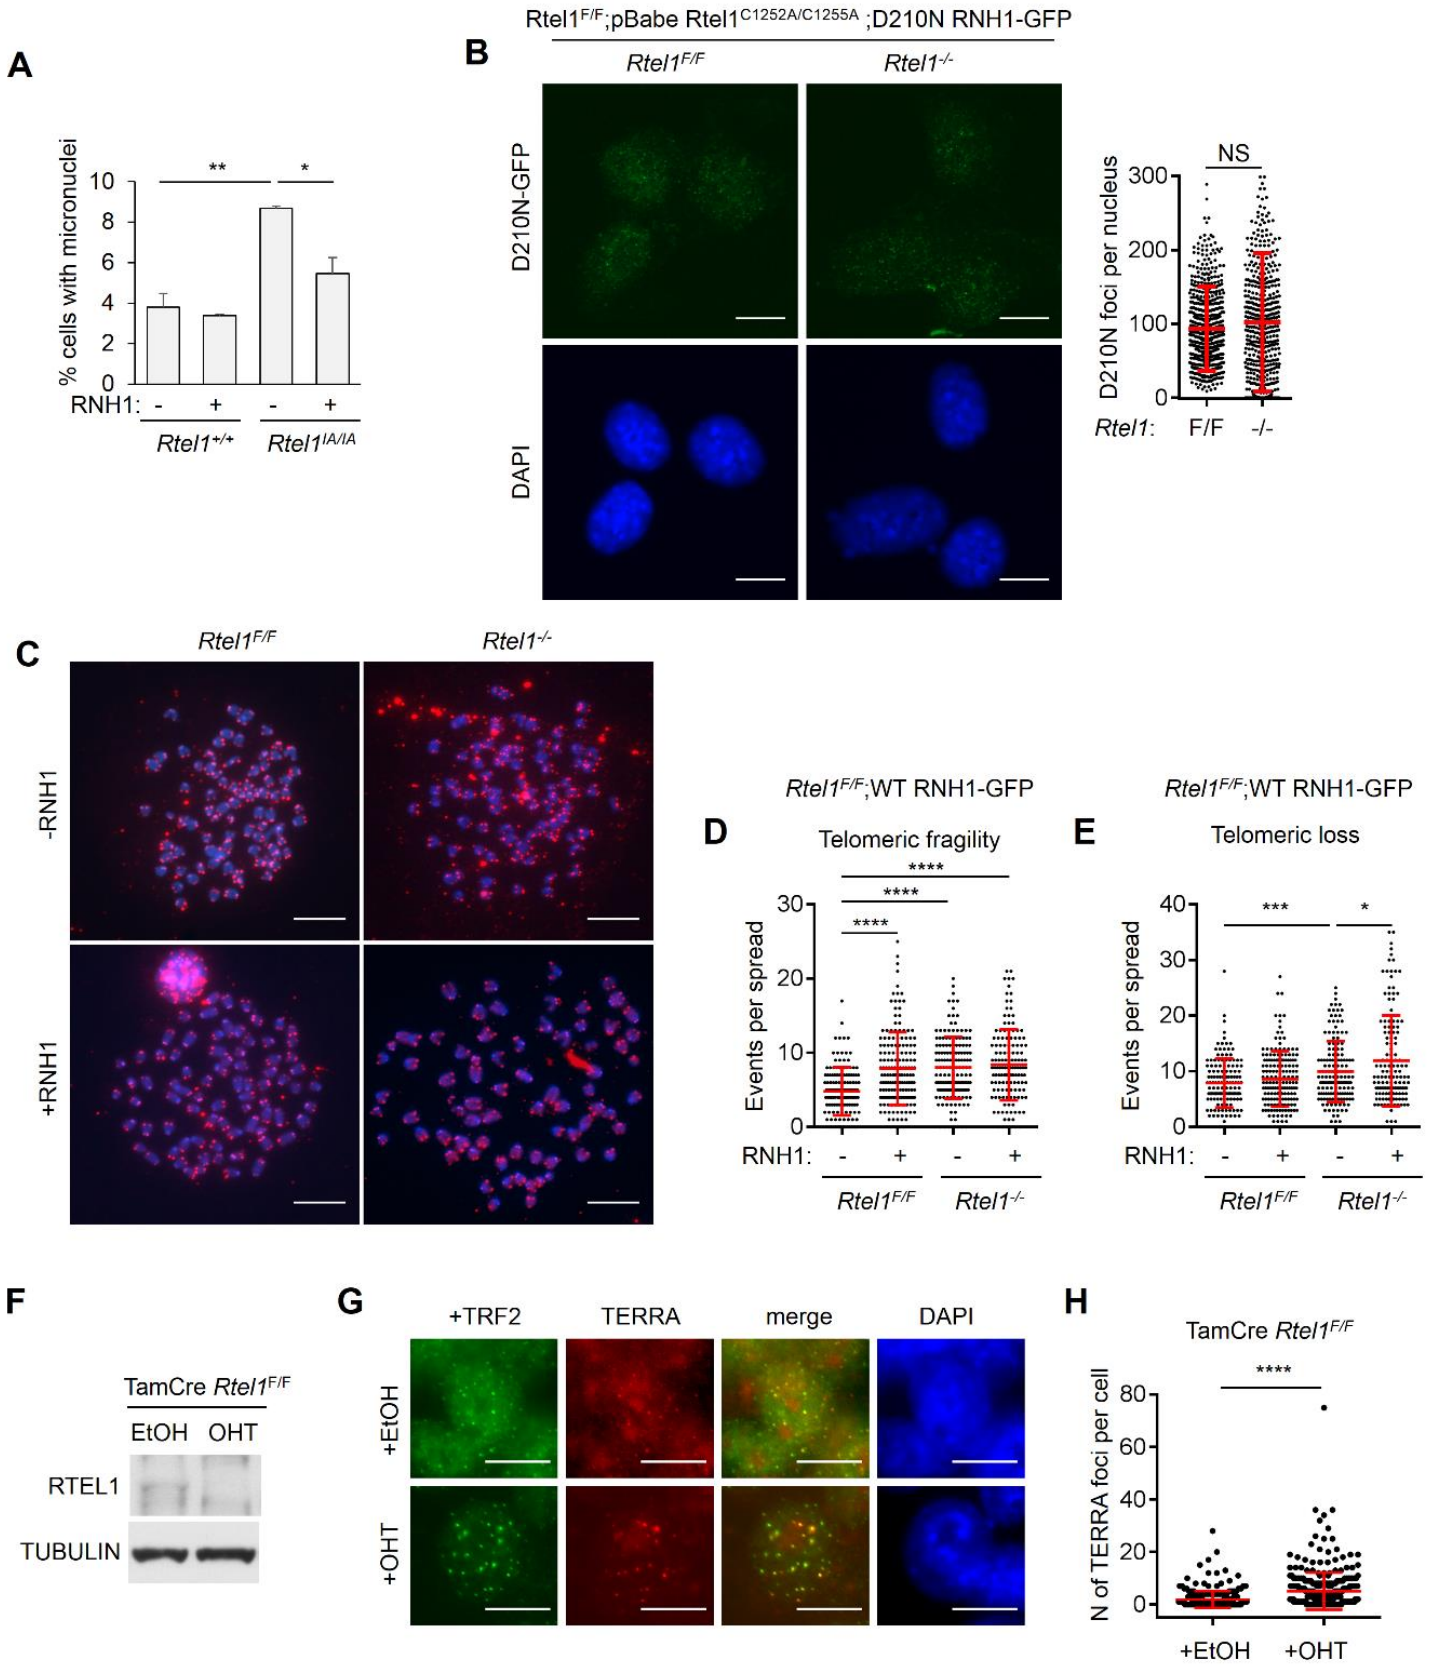 A
% cells with micronuclei
10
8
6
4
2
0
** *
RNH1: - + - +
Rtel1+/+ Rtel1IA/IA
B
Rtel1F/F;pBabe Rtel1C1252A/C1255A ;D210N RNH1-GFP
Rtel1F/F Rtel1-/-
D210N-GFP
DAPI
D210N foci per nucleus
NS
300
200
100
0
Rtel1: F/F -/-
C
Rtel1F/F Rtel1-/-
-RNH1
+RNH1
D
Rtel1F/F;WT RNH1-GFP
Telomeric fragility
****
****
****
Events per spread
30
20
10
0
RNH1: - + - +
Rtel1F/F Rtel1-/-
E
Rtel1F/F;WT RNH1-GFP
Telomeric loss
*** *
Events per spread
40
30
20
10
0
RNH1: - + - +
Rtel1F/F Rtel1-/-
F
TamCre Rtel1F/F
EtOH OHT
RTEL1
TUBULIN
G
+TRF2 TERRA merge DAPI
+EtOH
+OHT
H
TamCre Rtel1F/F
****
N of TERRA foci per cell
80
60
40
20
0
+EtOH +OHT